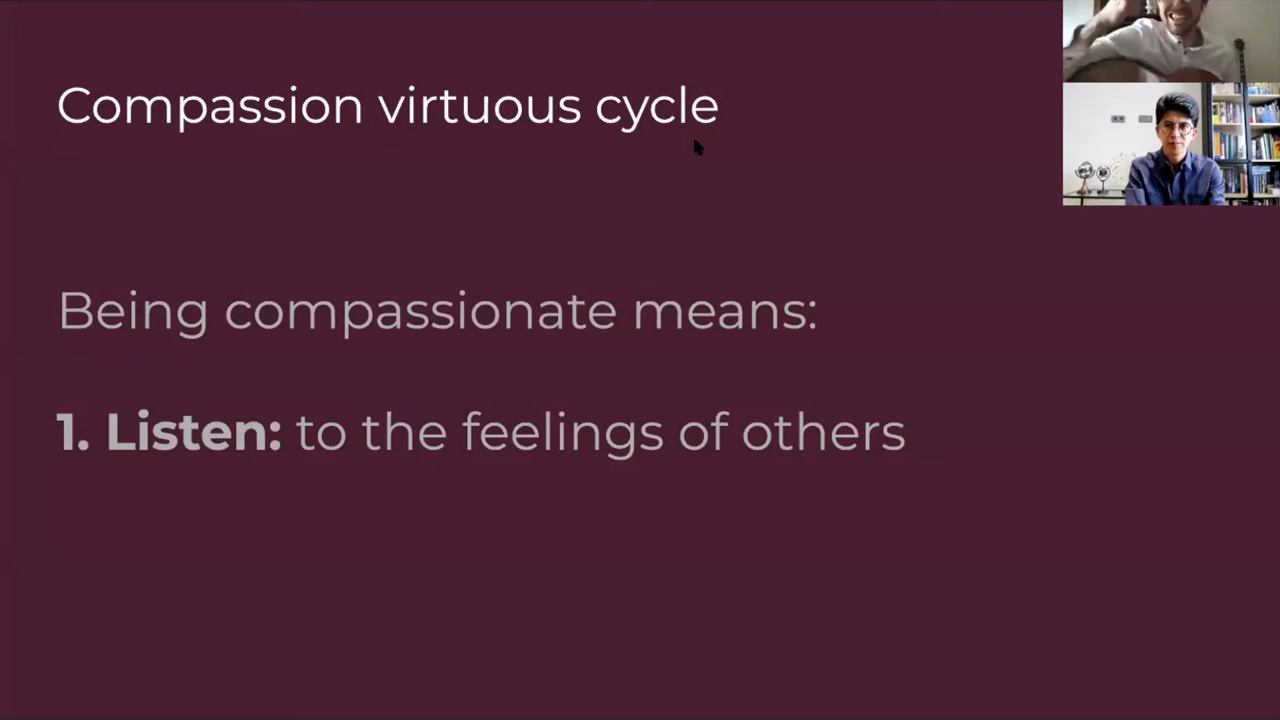 Compassion virtuous cycle
Being compassionate means:
1. Listen: to the feelings of others